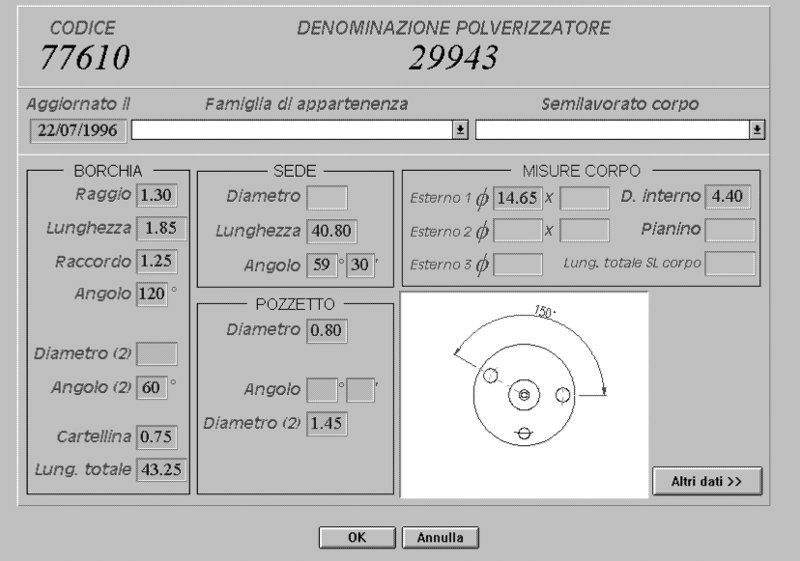 CODICE DENOMINAZIONE POLVERIZZATORE
77610 29943
Aggiornato il Famiglia di appartenenza Semilavorato corpo
22/07/1996
BORCHIA
Raggio 1.30
Lunghezza 1.85
Raccordo 1.25
Angolo 120 °
Diametro (2)
Angolo (2) 60 °
Cartellina 0.75
Lung. totale 43.25
SEDE
Diametro
Lunghezza 40.80
Angolo 59 ° 30 '
POZZETTO
Diametro 0.80
Angolo ° '
Diametro (2) 1.45
MISURE CORPO
Esterno 1 ϕ 14.65 x D. interno 4.40
Esterno 2 ϕ x Pianino
Esterno 3 ϕ Lung. totale SL corpo
150°
Altri dati >>
OK Annulla